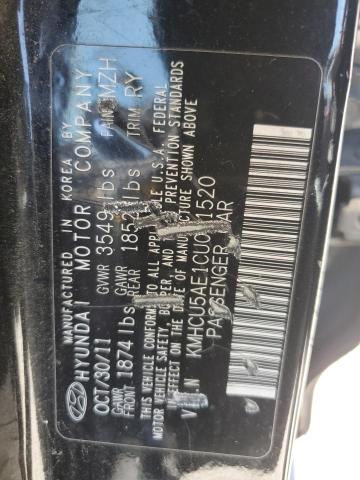 MANUFACTURED IN KOREA BY
HYUNDAI MOTOR COMPANY
OCT/30/11 GVWR 3549 lbs PAINT MZH
GAWR FRONT 1874 lbs GAWR REAR 1852 lbs TRIM RY
THIS VEHICLE CONFORMS TO ALL APPLICABLE U.S.A. FEDERAL
MOTOR VEHICLE SAFETY, BUMPER, AND THEFT PREVENTION STANDARDS
IN EFFECT ON THE DATE OF MANUFACTURE SHOWN ABOVE
V N KMHCU5AE1CU 1520
PASSENGER CAR